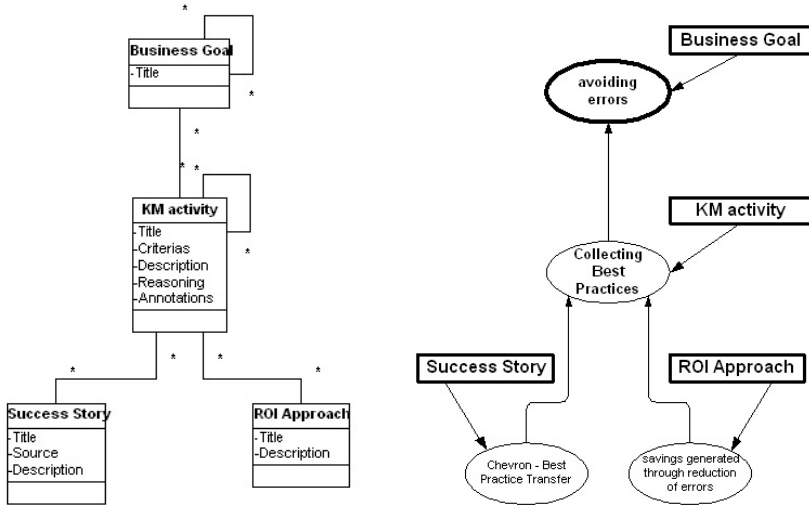 *
Business Goal
-Title
*
*
*
*
KM activity
-Title
-Criterias
-Description
-Reasoning
-Annotations
*
*
*
*
*
Success Story
-Title
-Source
-Description
ROI Approach
-Title
-Description
Business Goal
avoiding
errors
KM activity
Collecting
Best
Practices
Success Story
ROI Approach
Chevron - Best
Practice Transfer
savings generated
through reduction
of errors